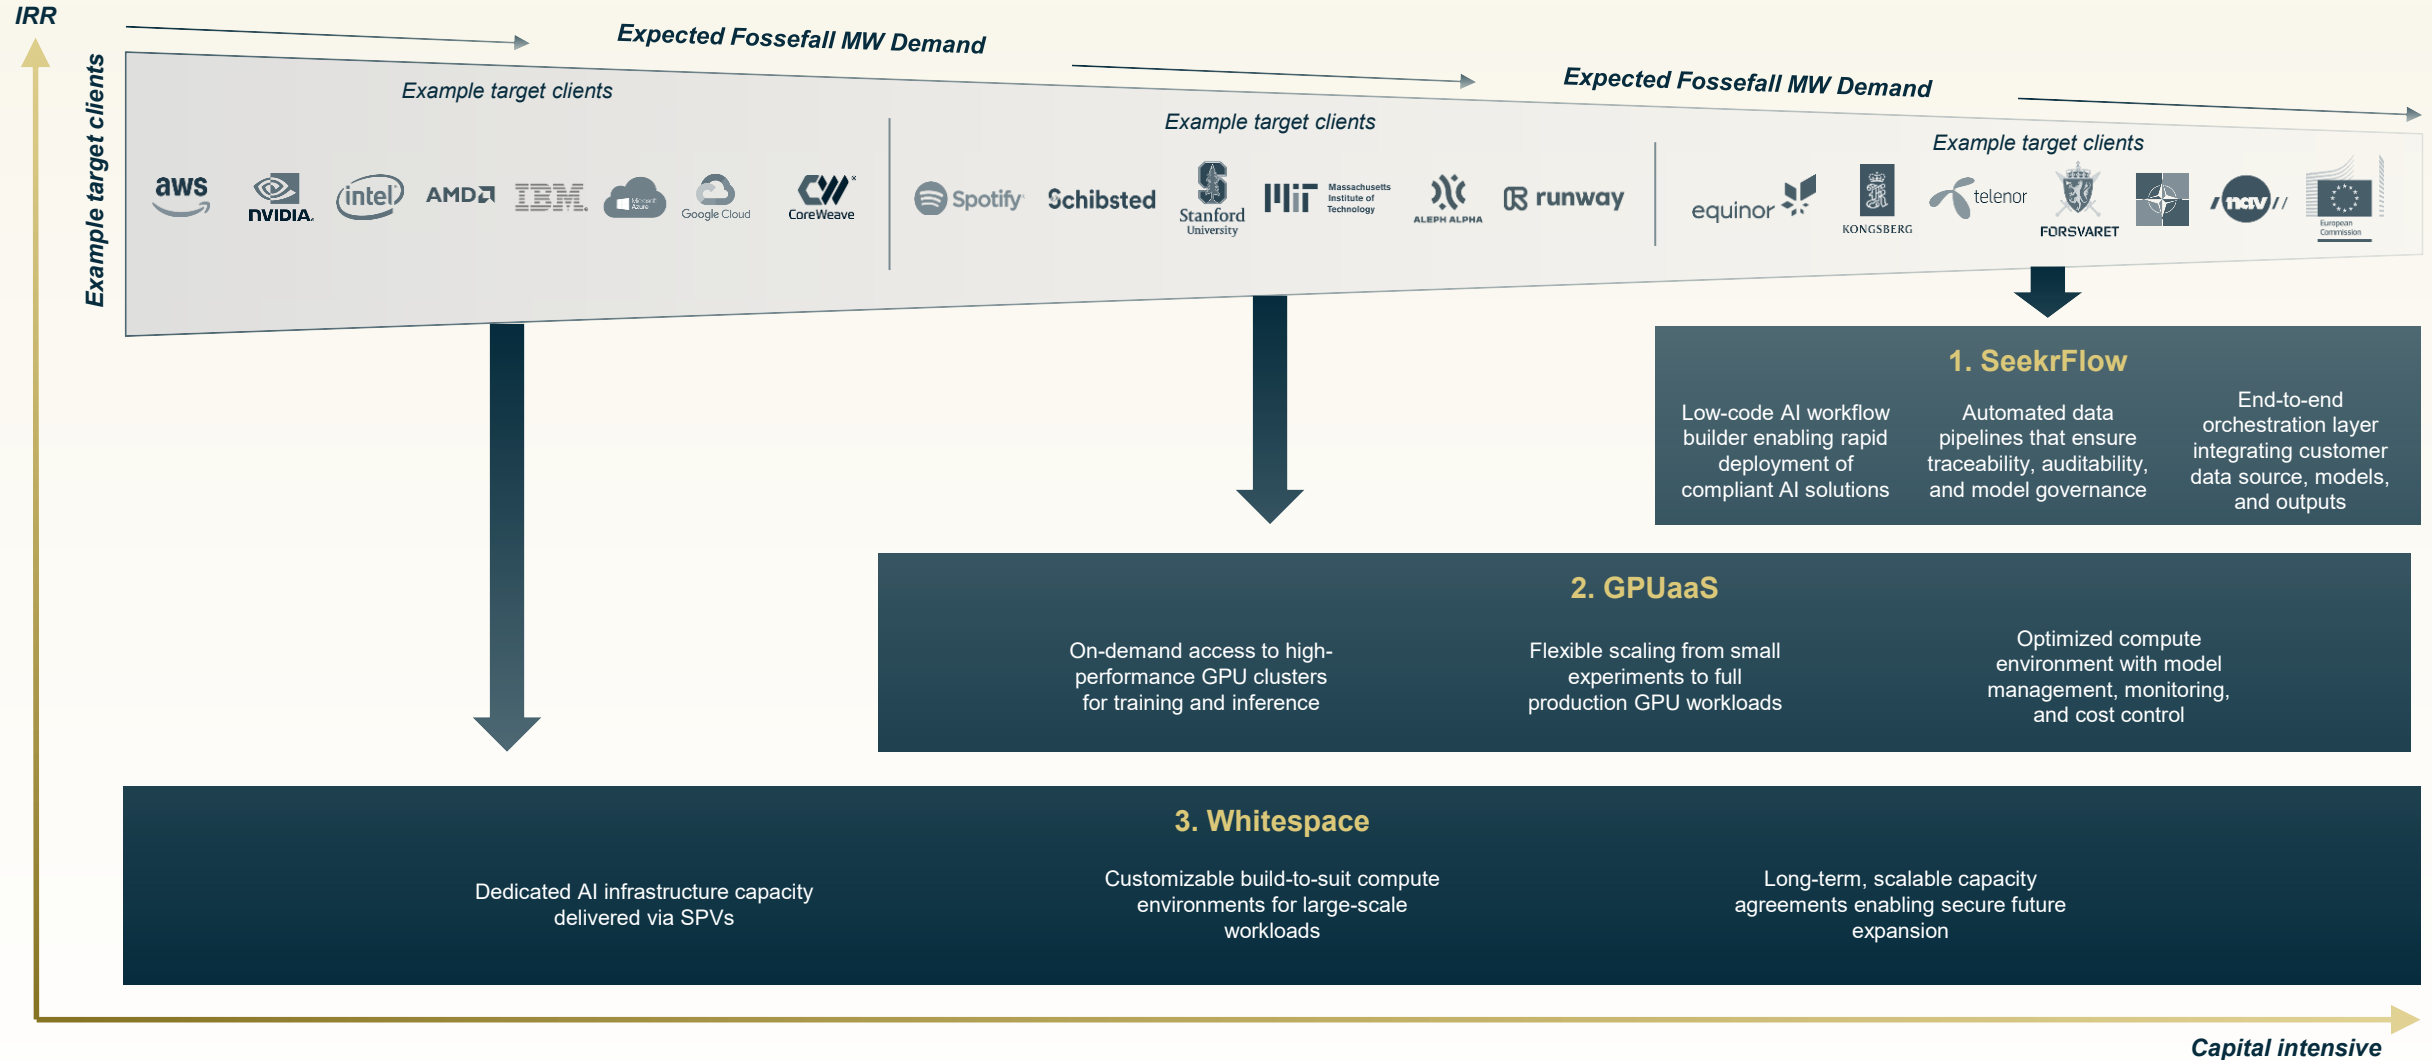 IRR
Expected Fossefall MW Demand
Expected Fossefall MW Demand
Example target clients
Example target clients
Example target clients
Example target clients
aws
NVIDIA.
intel
AMD
IBM.
Microsoft
Azure
Google Cloud
CoreWeave
Spotify
Schibsted
Stanford
University
MIT
Massachusetts
Institute of
Technology
ALEPH ALPHA
runway
equinor
KONGSBERG
telenor
FORSVARET
nav
European
Commission
1. SeekrFlow
Low-code AI workflow
builder enabling rapid
deployment of
compliant AI solutions
Automated data
pipelines that ensure
traceability, auditability,
and model governance
End-to-end
orchestration layer
integrating customer
data source, models,
and outputs
2. GPUaaS
On-demand access to high-
performance GPU clusters
for training and inference
Flexible scaling from small
experiments to full
production GPU workloads
Optimized compute
environment with model
management, monitoring,
and cost control
3. Whitespace
Dedicated AI infrastructure capacity
delivered via SPVs
Customizable build-to-suit compute
environments for large-scale
workloads
Long-term, scalable capacity
agreements enabling secure future
expansion
Capital intensive